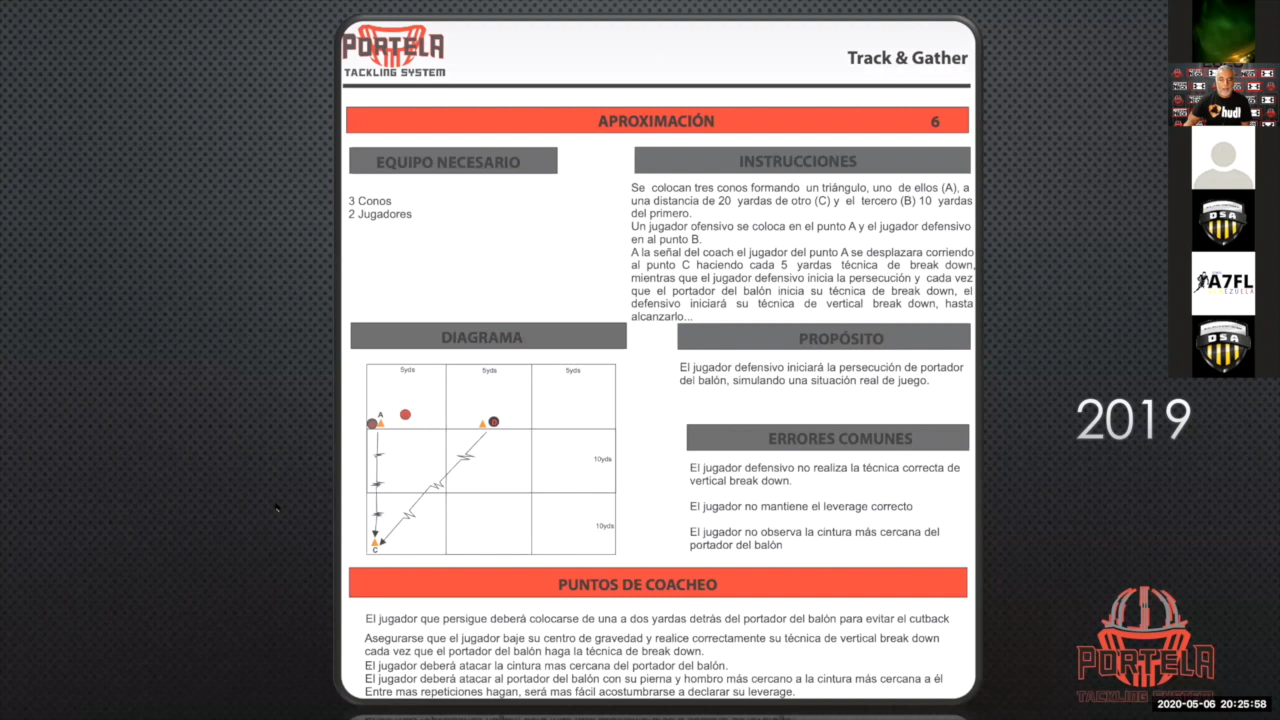 PORTELA
TACKLING SYSTEM
Track & Gather
APROXIMACIÓN 6
EQUIPO NECESARIO
3 Conos
2 Jugadores
INSTRUCCIONES
Se colocan tres conos formando un triángulo, uno de ellos (A), a
una distancia de 20 yardas de otro (C) y el tercero (B) 10 yardas
del primero.
Un jugador ofensivo se coloca en el punto A y el jugador defensivo
en al punto B.
A la señal del coach el jugador del punto A se desplazara corriendo
al punto C haciendo cada 5 yardas técnica de break down,
mientras que el jugador defensivo inicia la persecución y cada vez
que el portador del balón inicia su técnica de break down, el
defensivo iniciará su técnica de vertical break down, hasta
alcanzarlo...
DIAGRAMA
5yds 5yds 5yds
A
10yds
10yds
C
PROPÓSITO
El jugador defensivo iniciará la persecución de portador
del balón, simulando una situación real de juego.
ERRORES COMUNES
El jugador defensivo no realiza la técnica correcta de
vertical break down.
El jugador no mantiene el leverage correcto
El jugador no observa la cintura más cercana del
portador del balón
PUNTOS DE COACHEO
El jugador que persigue deberá colocarse de una a dos yardas detrás del portador del balón para evitar el cutback
Asegurarse que el jugador baje su centro de gravedad y realice correctamente su técnica de vertical break down
cada vez que el portador del balón haga la técnica de break down.
El jugador deberá atacar la cintura mas cercana del portador del balón.
El jugador deberá atacar al portador del balón con su pierna y hombro más cercano a la cintura más cercana a él
Entre mas repeticiones hagan, será mas fácil acostumbrarse a declarar su leverage.
hudl
DSA
A7FL
DSA
2019
PORTELA
TACKLING SYSTEM
2020-05-06 20:25:58